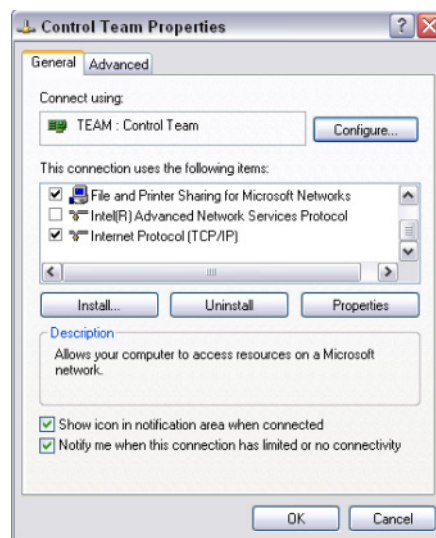 Control Team Properties
General Advanced
Connect using:
TEAM : Control Team Configure...
This connection uses the following items:
File and Printer Sharing for Microsoft Networks
Intel(R) Advanced Network Services Protocol
Internet Protocol (TCP/IP)
Install... Uninstall Properties
Description
Allows your computer to access resources on a Microsoft
network.
Show icon in notification area when connected
Notify me when this connection has limited or no connectivity
OK Cancel